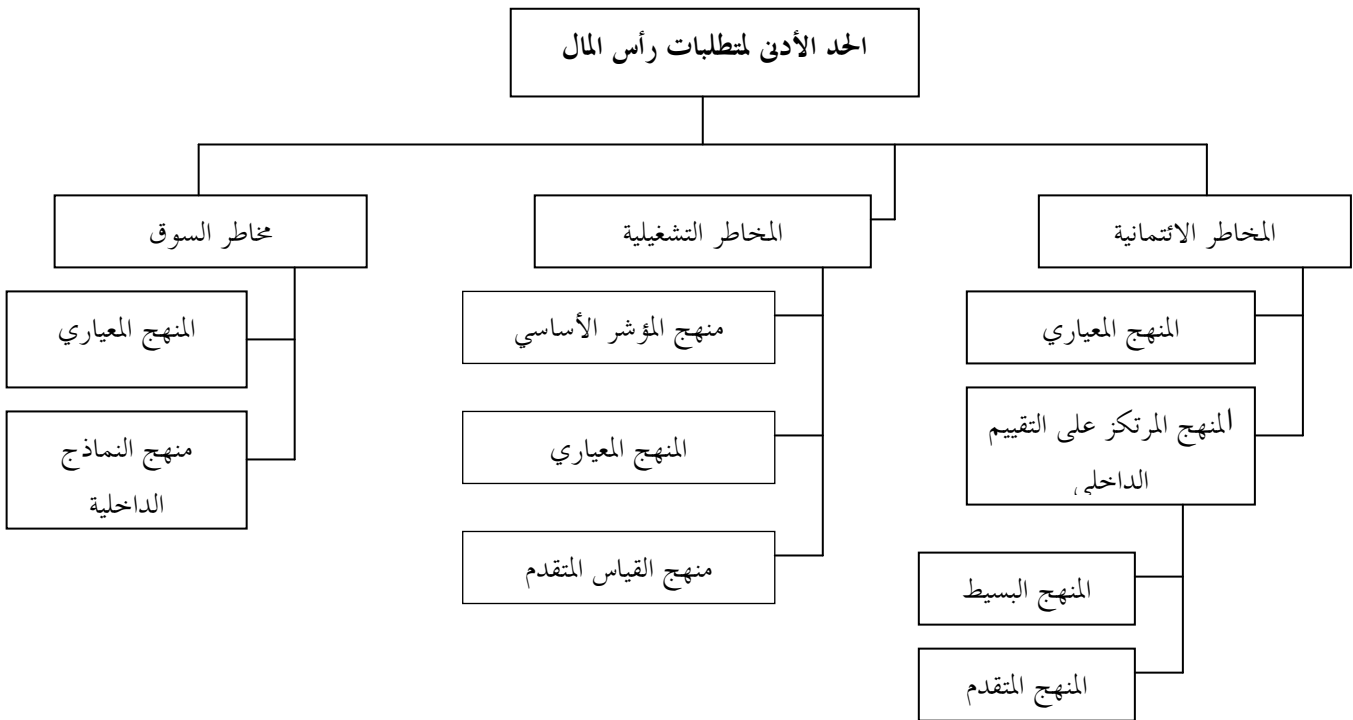 الحد الأدنى لمتطلبات رأس المال
المخاطر الائتمانية
المخاطر التشغيلية
مخاطر السوق
المنهج المعياري
المنهج المرتكز على التقييم
الداخلي
المنهج البسيط
المنهج المتقدم
منهج المؤشر الأساسي
المنهج المعياري
منهج القياس المتقدم
المنهج المعياري
منهج النماذج
الداخلية